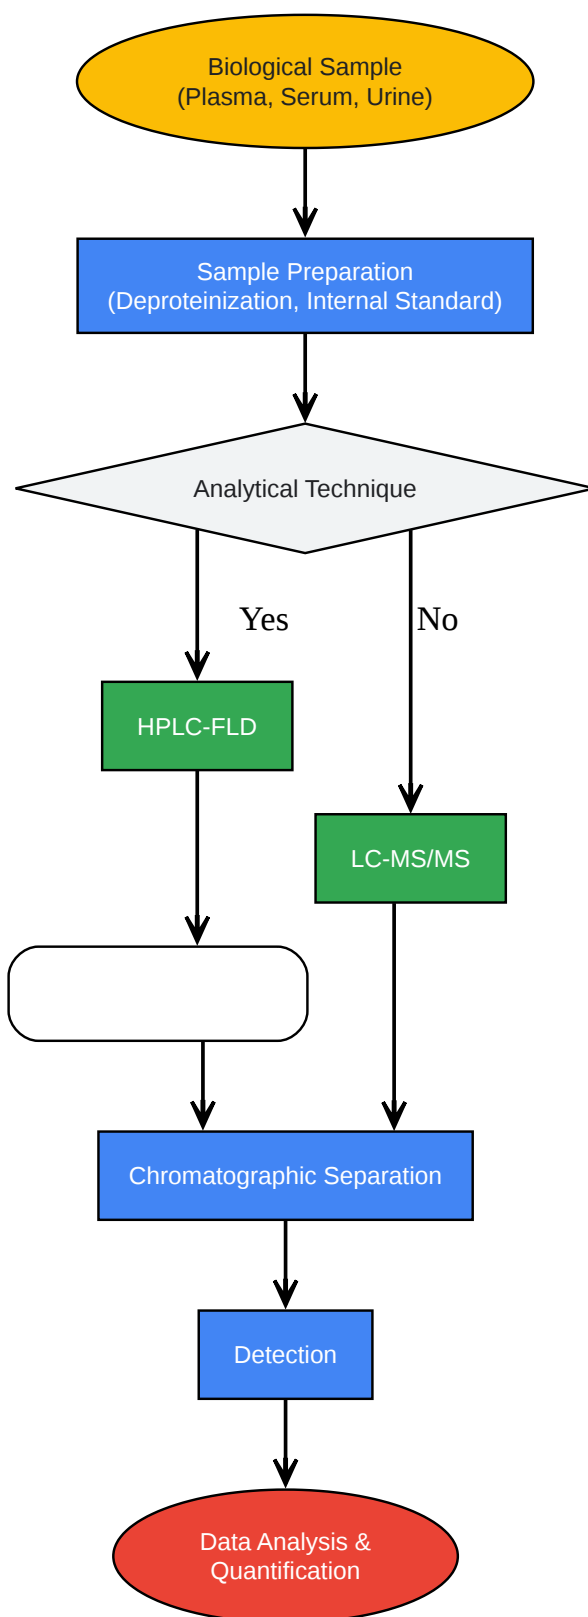 Biological Sample
(Plasma, Serum, Urine)
Sample Preparation
(Deproteinization, Internal Standard)
Analytical Technique
Yes
No
HPLC-FLD
LC-MS/MS
Chromatographic Separation
Detection
Data Analysis &
Quantification